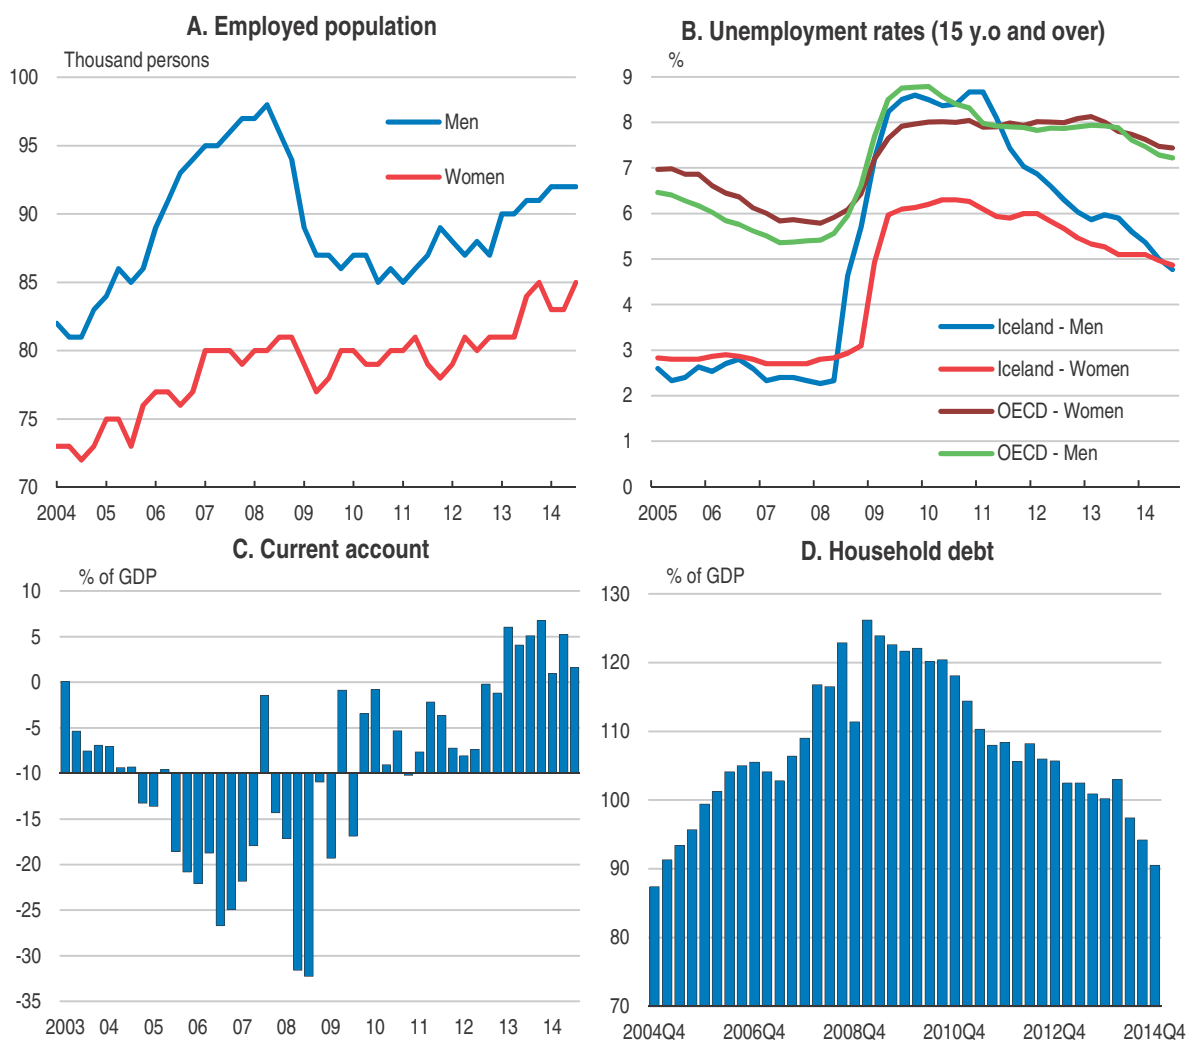 A. Employed population
Thousand persons
100
95
90
85
80
75
70
Men
Women
2004 05 06 07 08 09 10 11 12 13 14
B. Unemployment rates (15 y.o and over)
%
9
8
7
6
5
4
3
2
1
0
Iceland - Men
Iceland - Women
OECD - Women
OECD - Men
2005 06 07 08 09 10 11 12 13 14
C. Current account
% of GDP
10
5
0
-5
-10
-15
-20
-25
-30
-35
2003 04 05 06 07 08 09 10 11 12 13 14
D. Household debt
% of GDP
130
120
110
100
90
80
70
2004Q4 2006Q4 2008Q4 2010Q4 2012Q4 2014Q4